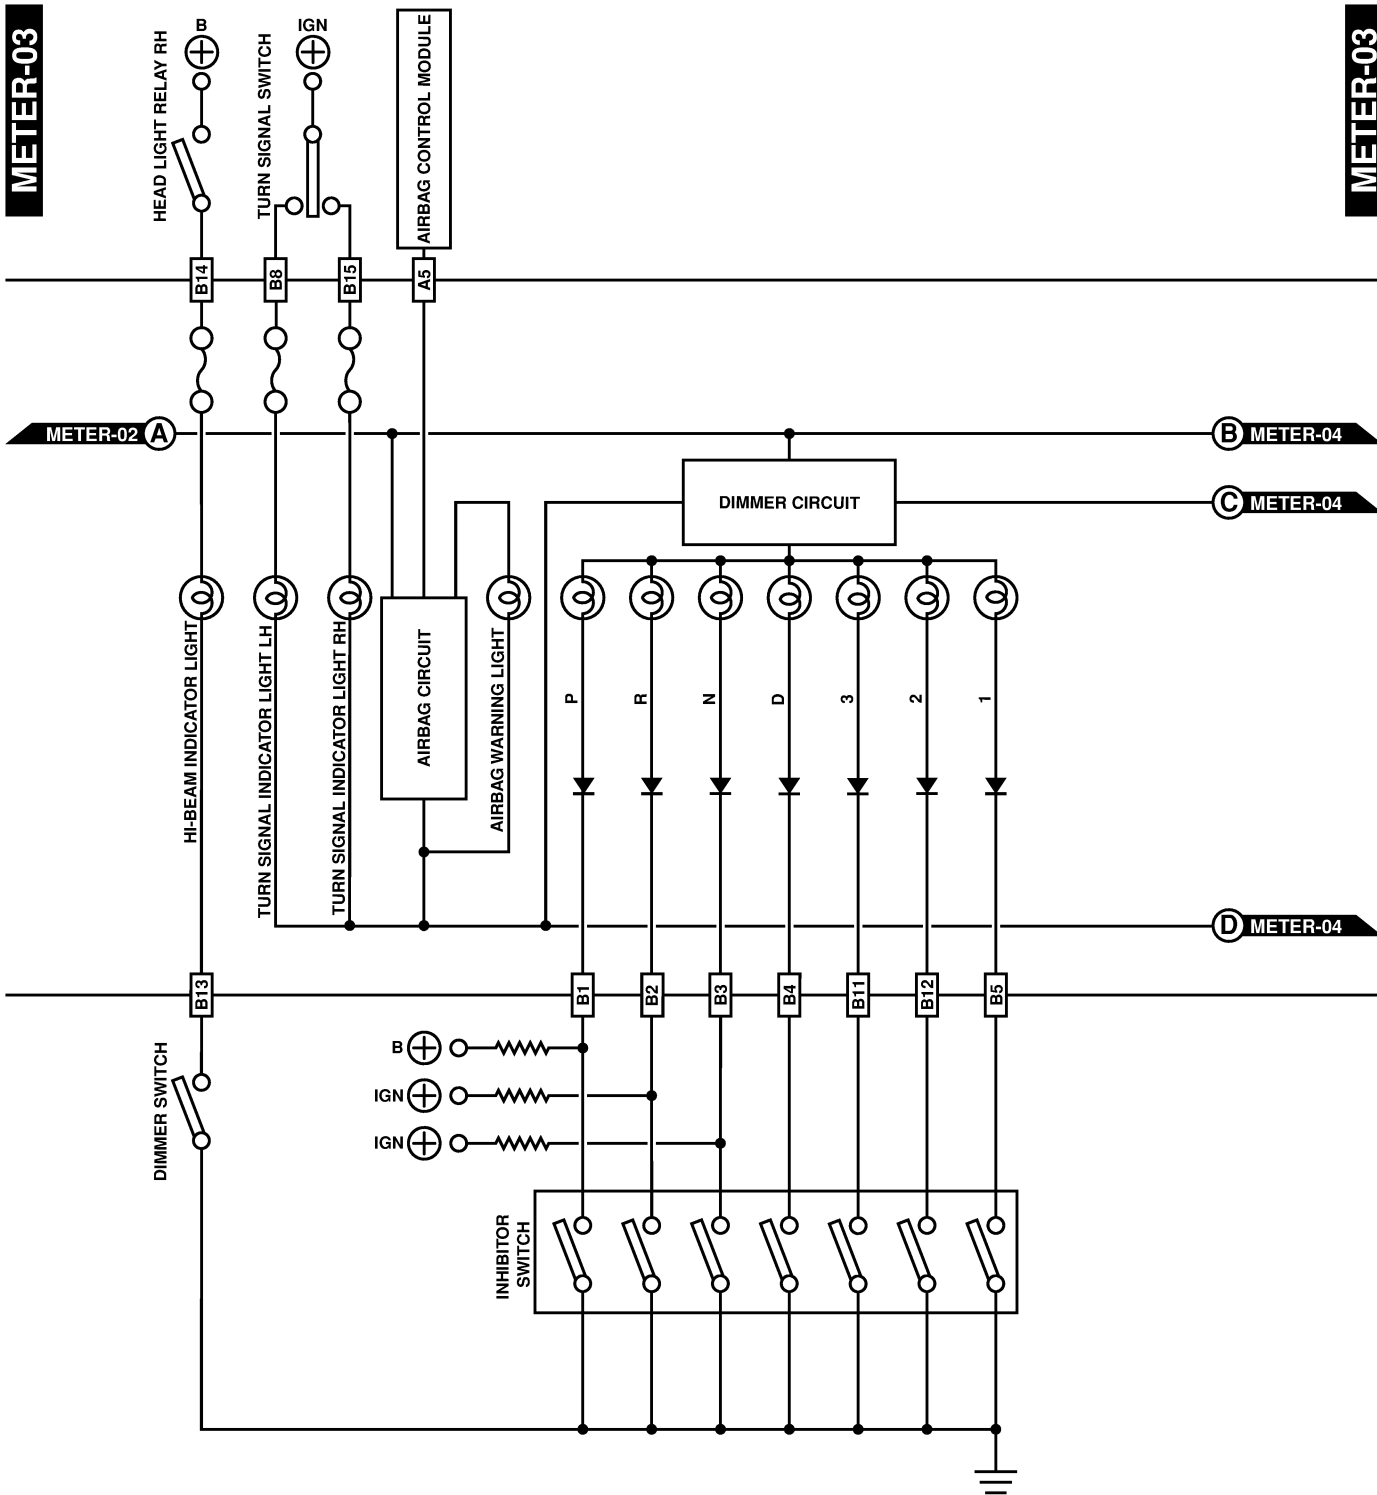 METER-03
METER-03
B
IGN
HEAD LIGHT RELAY RH
TURN SIGNAL SWITCH
AIRBAG CONTROL MODULE
B14
B8
B15
A5
METER-02 A
B METER-04
DIMMER CIRCUIT
C METER-04
HI-BEAM INDICATOR LIGHT
TURN SIGNAL INDICATOR LIGHT LH
TURN SIGNAL INDICATOR LIGHT RH
AIRBAG CIRCUIT
AIRBAG WARNING LIGHT
P
R
N
D
3
2
1
D METER-04
B13
B1
B2
B3
B4
B11
B12
B5
DIMMER SWITCH
B
IGN
IGN
INHIBITOR
SWITCH